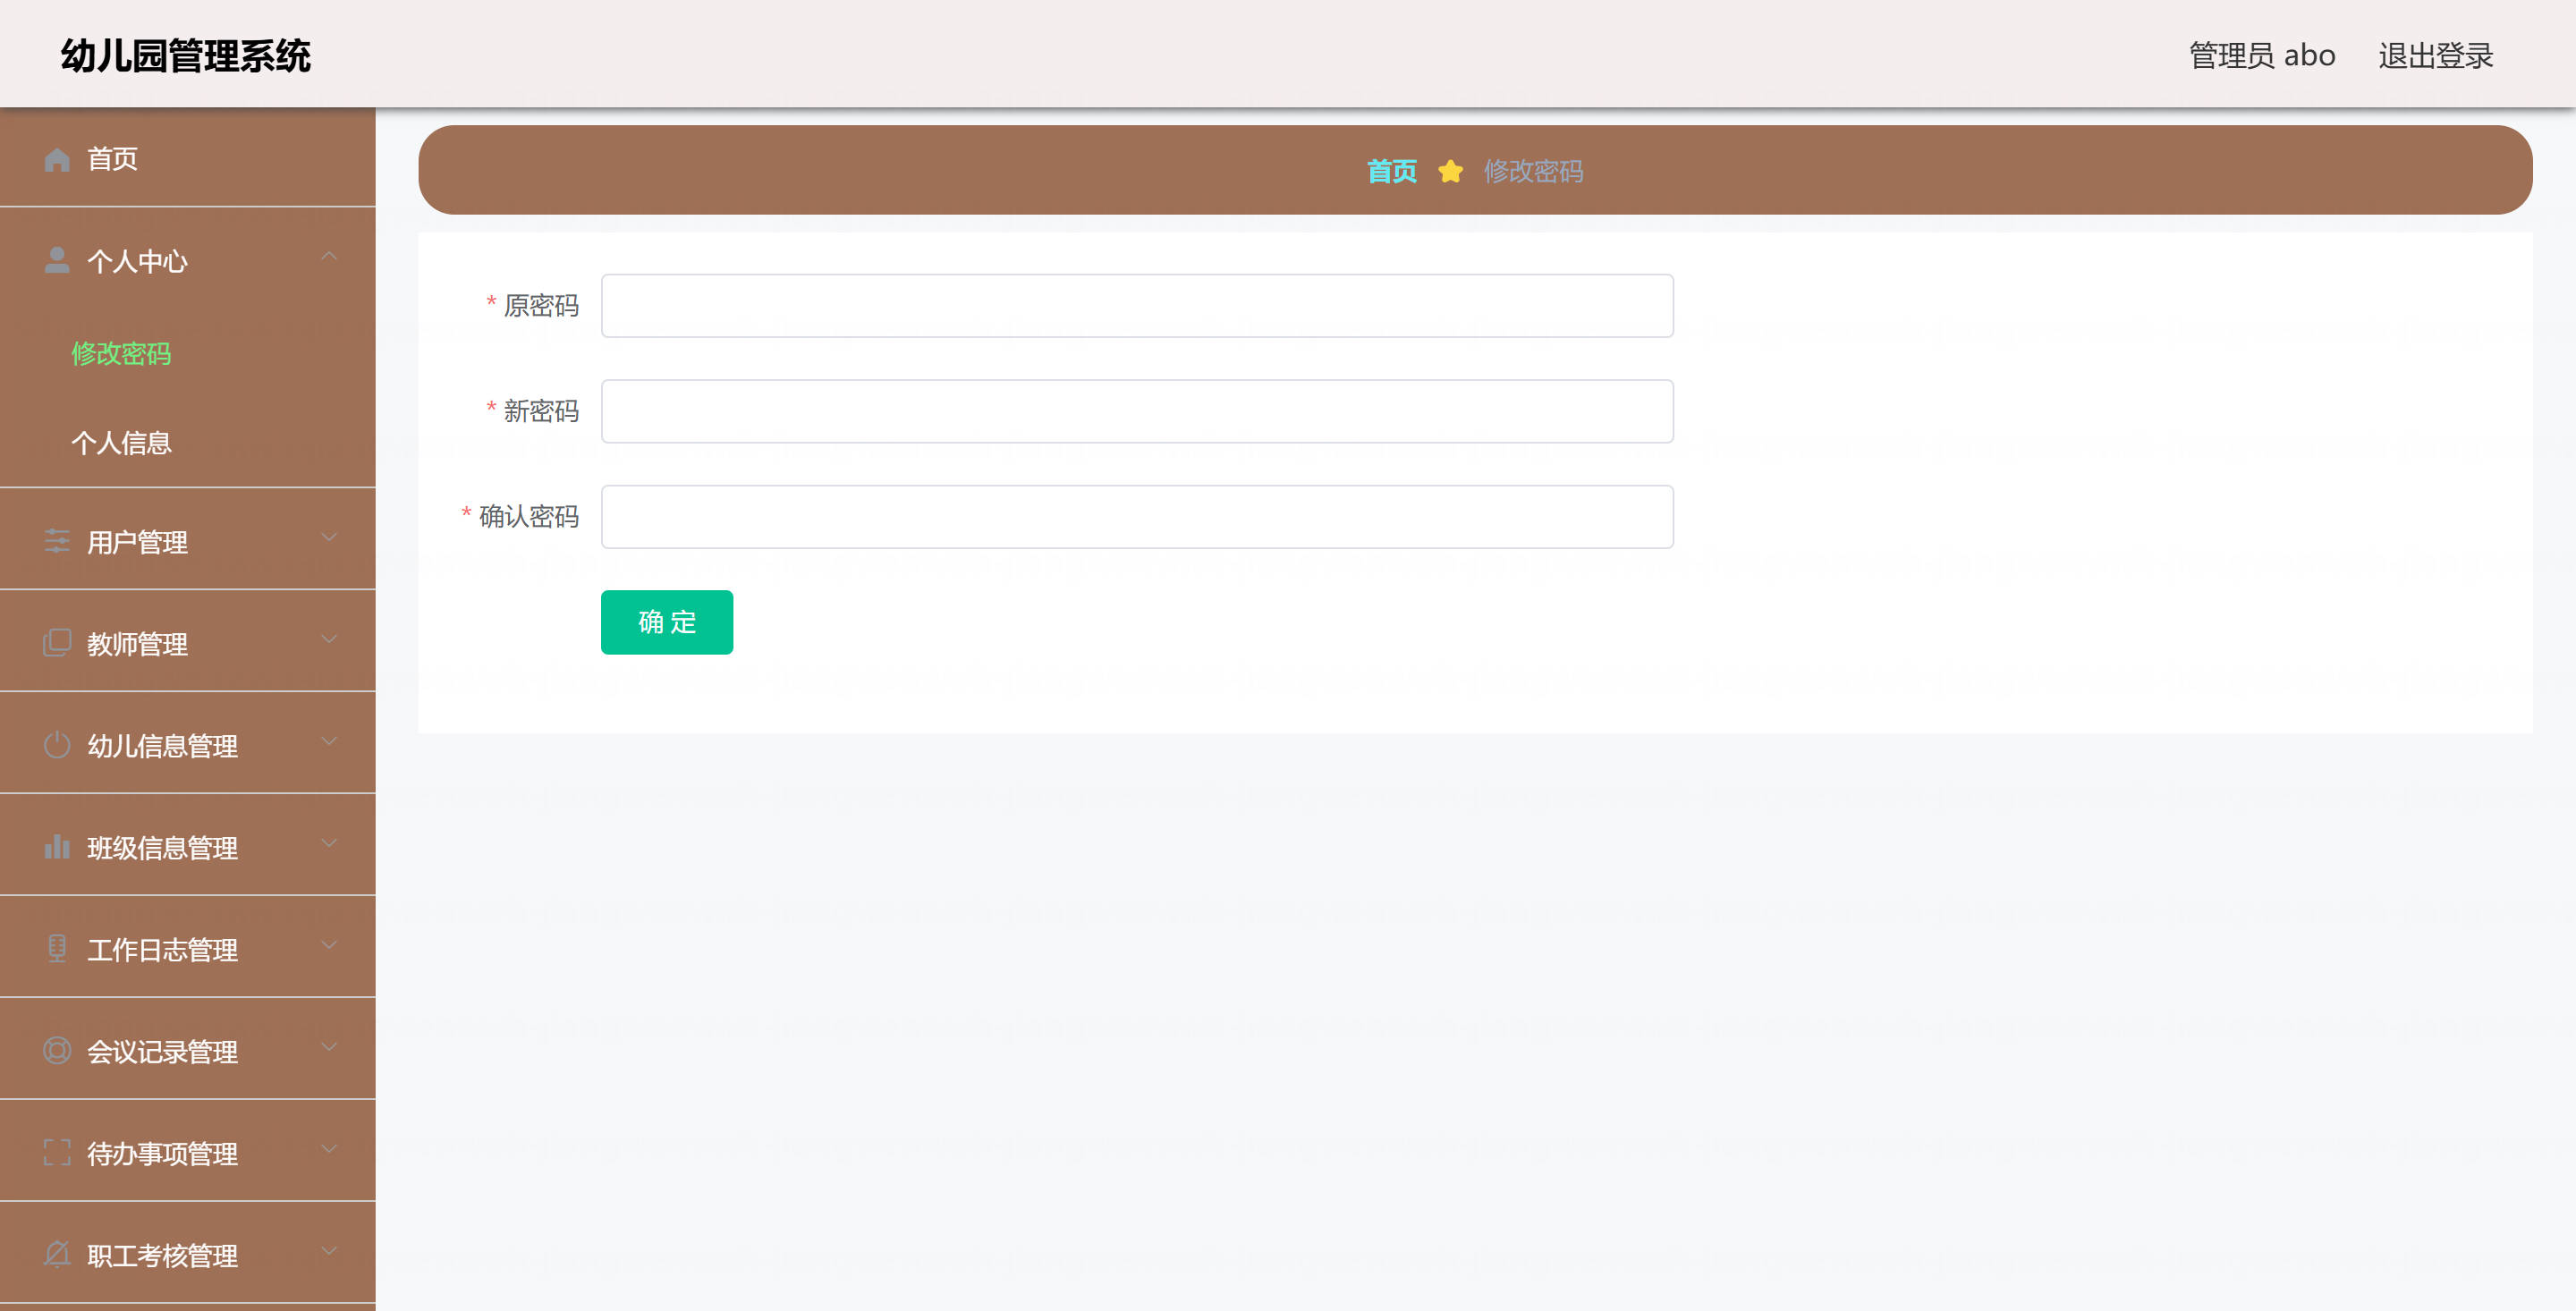 幼儿园管理系统
管理员 abo 退出登录
首页
个人中心
修改密码
个人信息
用户管理
教师管理
幼儿信息管理
班级信息管理
工作日志管理
会议记录管理
待办事项管理
职工考核管理
首页 修改密码
* 原密码
* 新密码
* 确认密码
确 定